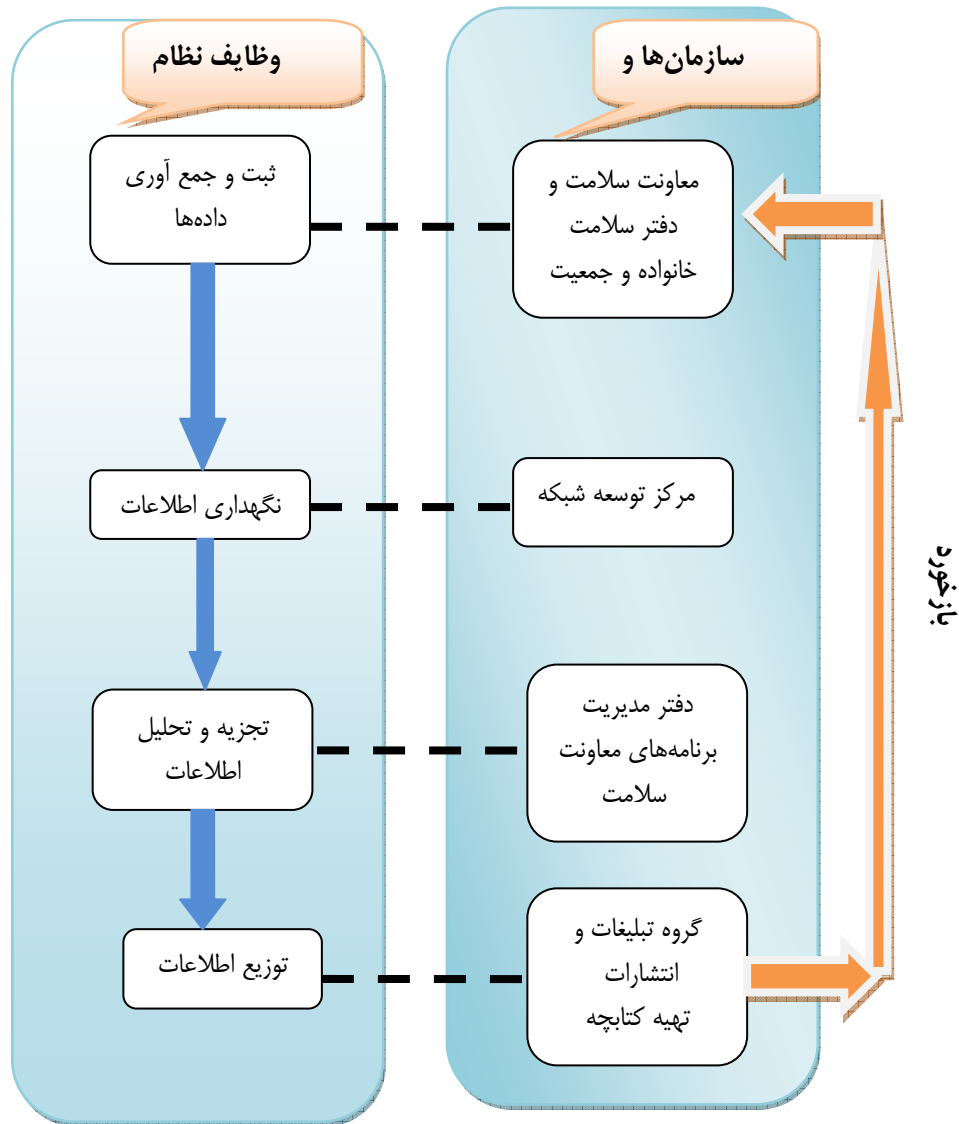 سازمان‌ها و
معاونت سلامت و
دفتر سلامت
خانواده و جمعیت
مرکز توسعه شبکه
دفتر مدیریت
برنامه‌های معاونت
سلامت
گروه تبلیغات و
انتشارات
تهیه کتابچه
وظایف نظام
ثبت و جمع آوری
داده‌ها
نگهداری اطلاعات
تجزیه و تحلیل
اطلاعات
توزیع اطلاعات
بازخورد